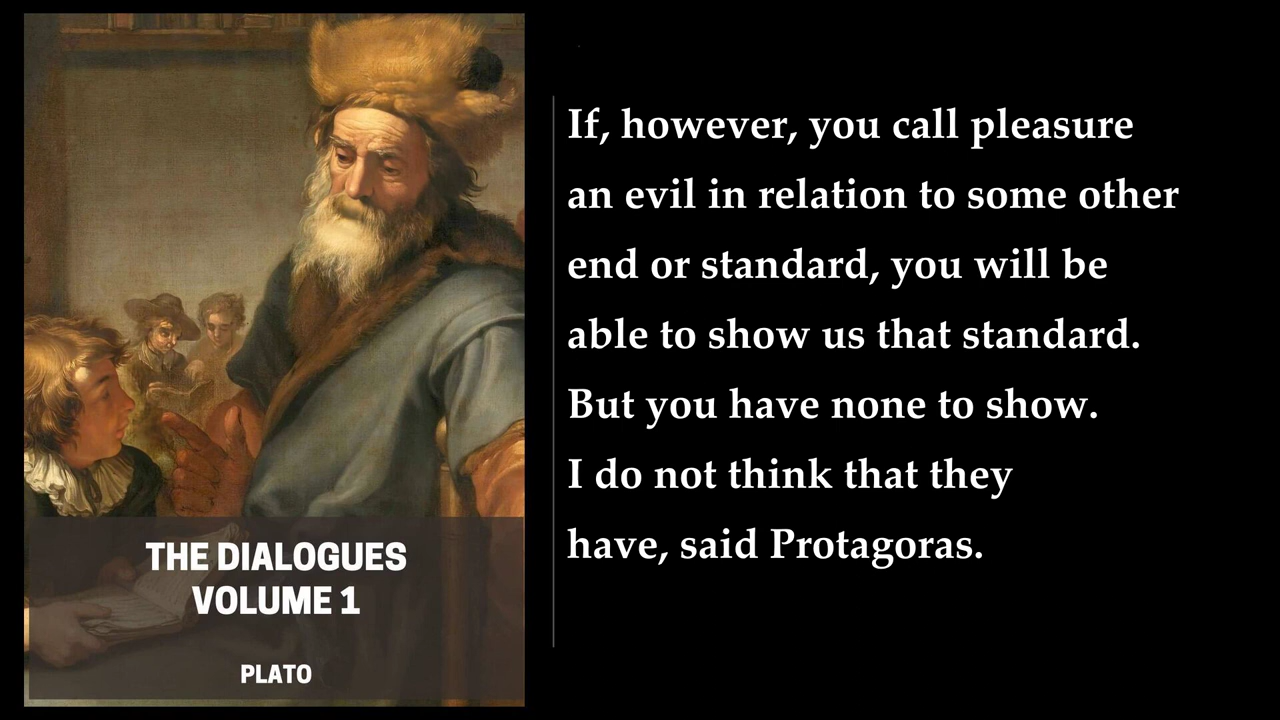 THE DIALOGUES
VOLUME 1
PLATO
If, however, you call pleasure
an evil in relation to some other
end or standard, you will be
able to show us that standard.
But you have none to show.
I do not think that they
have, said Protagoras.